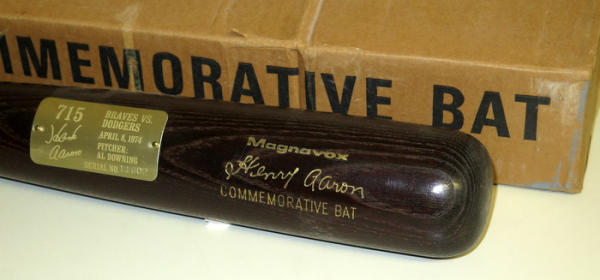 MEMORATIVE BAT
715
Hank
Aaron
BRAVES VS.
DODGERS
APRIL 8, 1974
PITCHER:
AL DOWNING
SERIAL NO.
Magnavox
Henry Aaron
COMMEMORATIVE BAT